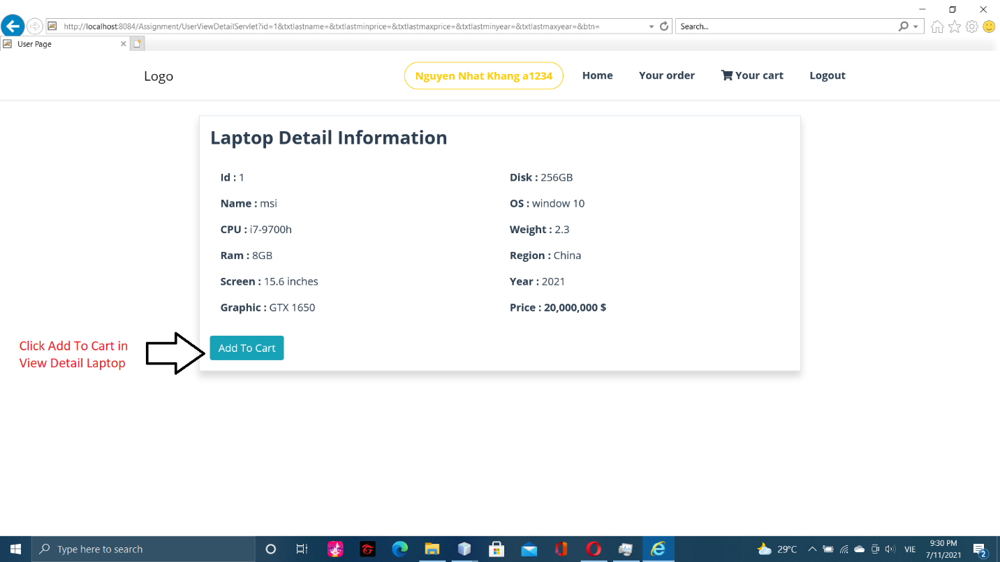 http://localhost:8084/Assignment/UserViewDetailServlet?id=1&txtlastname=&txtlastminprice=&txtlastmaxprice=&txtlastminyear=&txtlastmaxyear=&btn=
Search...
User Page
Logo
Nguyen Nhat Khang a1234
Home
Your order
Your cart
Logout
Laptop Detail Information
Id : 1
Disk : 256GB
Name : msi
OS : window 10
CPU : i7-9700h
Weight : 2.3
Ram : 8GB
Region : China
Screen : 15.6 inches
Year : 2021
Graphic : GTX 1650
Price : 20,000,000 $
Click Add To Cart in
View Detail Laptop
Add To Cart
Type here to search
29°C
VIE
9:30 PM
7/11/2021
2